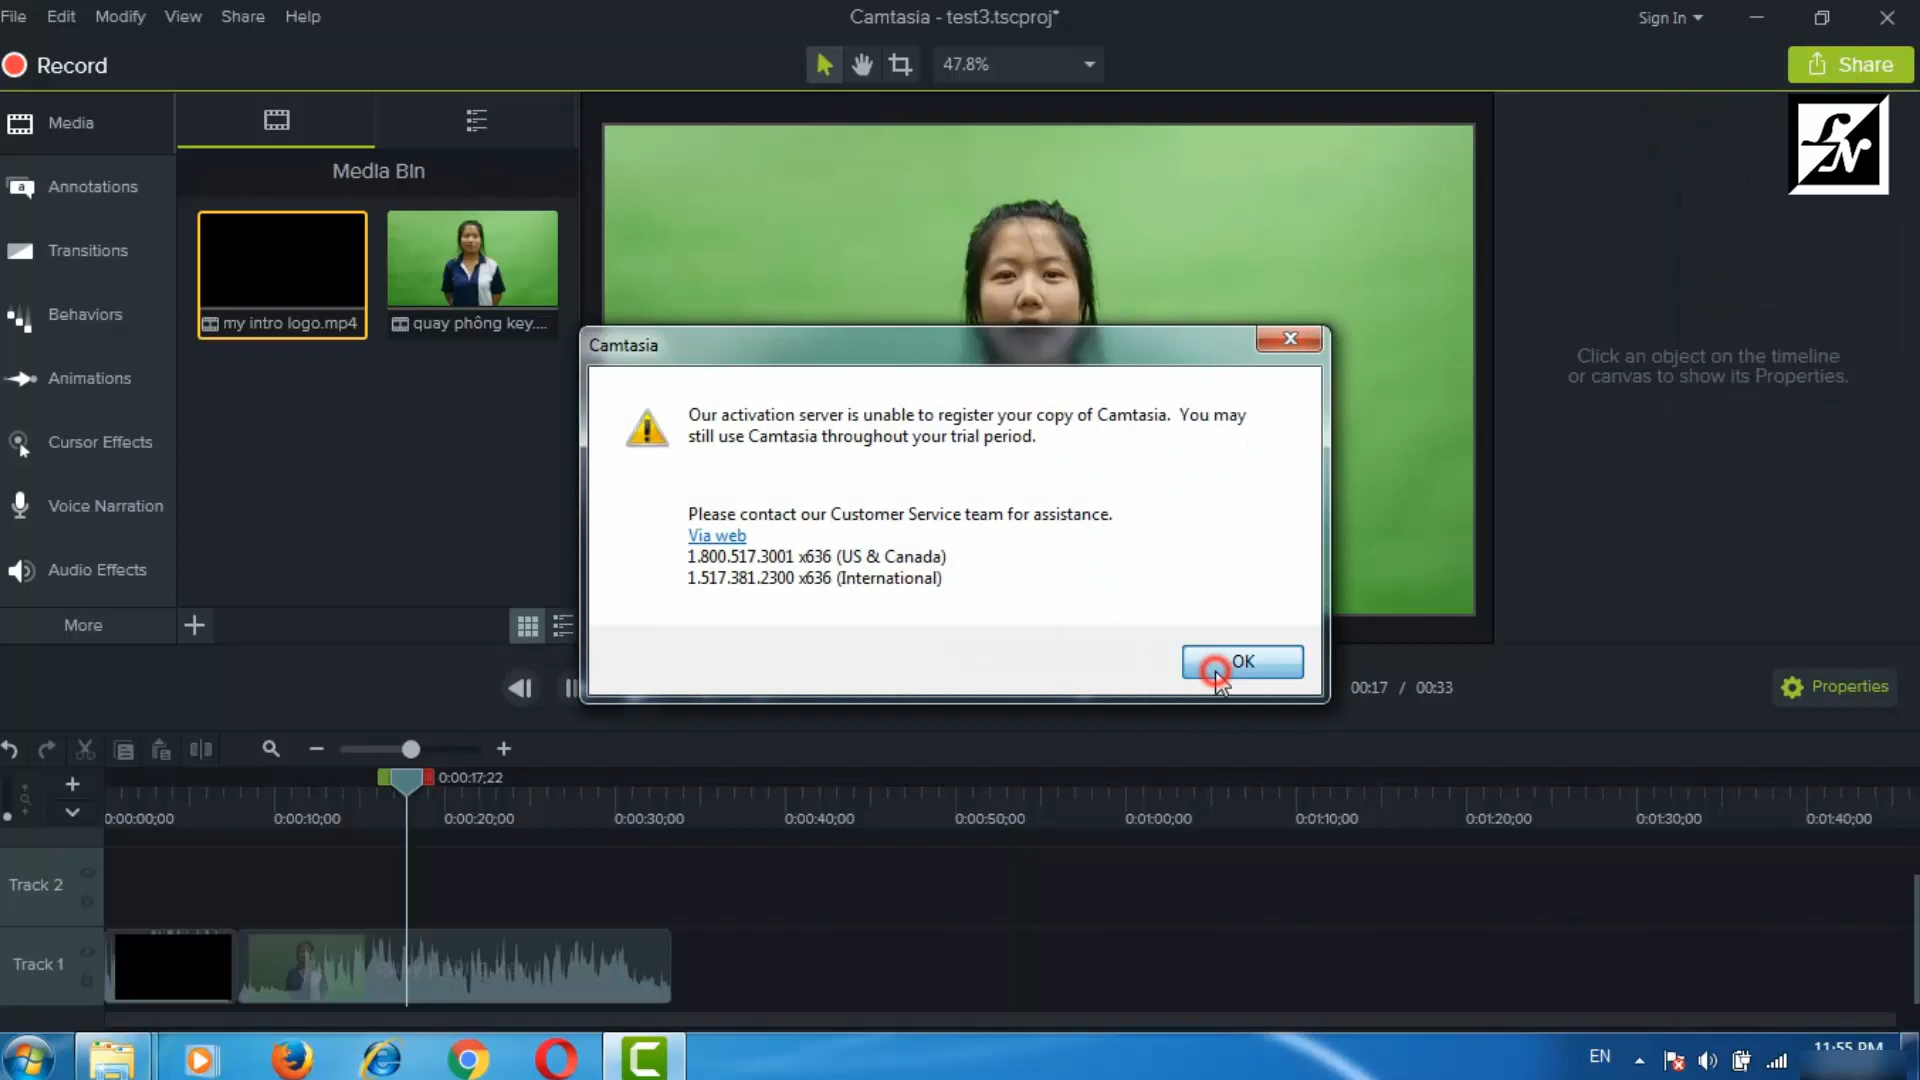 File Edit Modify View Share Help
Camtasia - test3.tscproj*
Sign In
Record
47.8%
Share
Media
Annotations
Transitions
Behaviors
Animations
Cursor Effects
Voice Narration
Audio Effects
More
Media Bin
my intro logo.mp4
quay phông key....
LN
Click an object on the timeline
or canvas to show its Properties.
Camtasia
Our activation server is unable to register your copy of Camtasia. You may
still use Camtasia throughout your trial period.
Please contact our Customer Service team for assistance.
Via web
1.800.517.3001 x636 (US & Canada)
1.517.381.2300 x636 (International)
OK
00:17 / 00:33
Properties
0:00:17;22
0:00:00;00 0:00:10;00 0:00:20;00 0:00:30;00 0:00:40;00 0:00:50;00 0:01:00;00 0:01:10;00 0:01:20;00 0:01:30;00 0:01:40;00
Track 2
Track 1
EN
11:55 PM